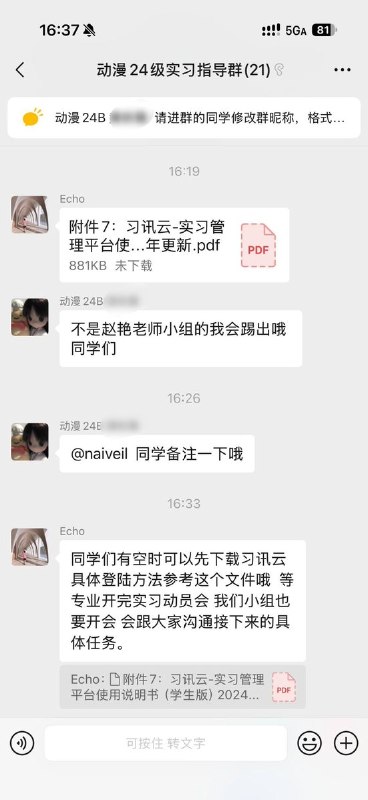 16:37
5GA
81
动漫24级实习指导群(21)
动漫24B 请进群的同学修改群昵称，格式...
16:19
Echo
附件7：习讯云-实习管
理平台使...年更新.pdf
881KB 未下载
PDF
动漫24B
不是赵艳老师小组的我会踢出哦
同学们
16:26
动漫24B
@naiveil 同学备注一下哦
16:33
Echo
同学们有空时可以先下载习讯云
具体登陆方法参考这个文件哦 等
专业开完实习动员会 我们小组也
要开会 会跟大家沟通接下来的具
体任务。
Echo: 附件7：习讯云-实习管理
平台使用说明书（学生版）2024...
PDF
可按住 转文字